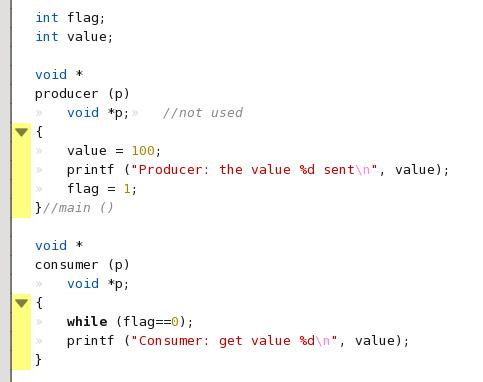 int flag;
int value;
void *
producer (p)
» void *p;» //not used
{
» value = 100;
» printf ("Producer: the value %d sent\n", value);
» flag = 1;
}//main ()
void *
consumer (p)
» void *p;
{
» while (flag==0);
» printf ("Consumer: get value %d\n", value);
}